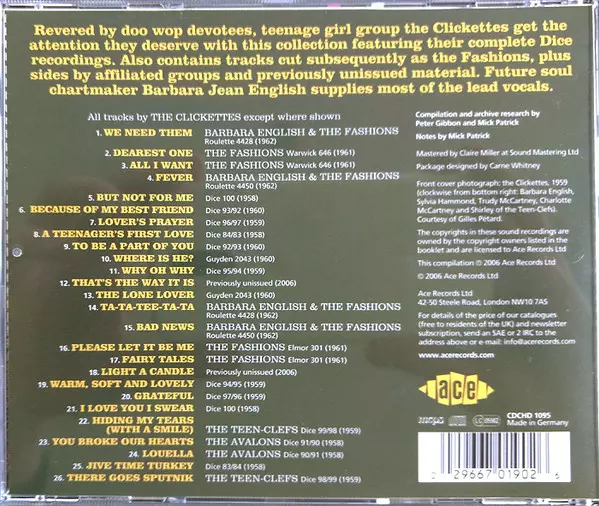 Revered by doo wop devotees, teenage girl group the Clickettes get the
attention they deserve with this collection featuring their complete Dice
recordings. Also contains tracks cut subsequently as the Fashions, plus
sides by affiliated groups and previously unissued material. Future soul
chartmaker Barbara Jean English supplies most of the lead vocals.
All tracks by THE CLICKETTES except where shown
1. WE NEED THEM BARBARA ENGLISH & THE FASHIONS
Roulette 4428 (1962)
2. DEAREST ONE THE FASHIONS Warwick 646 (1961)
3. ALL I WANT THE FASHIONS Warwick 646 (1961)
4. FEVER BARBARA ENGLISH & THE FASHIONS
Roulette 4450 (1962)
5. BUT NOT FOR ME Dice 100 (1958)
6. BECAUSE OF MY BEST FRIEND Dice 93/92 (1960)
7. LOVER'S PRAYER Dice 96/97 (1959)
8. A TEENAGER'S FIRST LOVE Dice 84/83 (1958)
9. TO BE A PART OF YOU Dice 92/93 (1960)
10. WHERE IS HE? Guyden 2043 (1960)
11. WHY OH WHY Dice 95/94 (1959)
12. THAT'S THE WAY IT IS Previously unissued (2006)
13. THE LONE LOVER Guyden 2043 (1960)
14. TA-TA-TEE-TA-TA BARBARA ENGLISH & THE FASHIONS
Roulette 4428 (1962)
15. BAD NEWS BARBARA ENGLISH & THE FASHIONS
Roulette 4450 (1962)
16. PLEASE LET IT BE ME THE FASHIONS Elmor 301 (1961)
17. FAIRY TALES THE FASHIONS Elmor 301 (1961)
18. LIGHT A CANDLE Previously unissued (2006)
19. WARM, SOFT AND LOVELY Dice 94/95 (1959)
20. GRATEFUL Dice 97/96 (1959)
21. I LOVE YOU I SWEAR Dice 100 (1958)
22. HIDING MY TEARS
(WITH A SMILE) THE TEEN-CLEFS Dice 99/98 (1959)
23. YOU BROKE OUR HEARTS THE AVALONS Dice 91/90 (1958)
24. LOUELLA THE AVALONS Dice 90/91 (1958)
25. JIVE TIME TURKEY Dice 83/84 (1958)
26. THERE GOES SPUTNIK THE TEEN-CLEFS Dice 98/99 (1959)
Compilation and archive research by
Peter Gibbon and Mick Patrick
Notes by Mick Patrick
Mastered by Claire Miller at Sound Mastering Ltd
Package designed by Carne Whitney
Front cover photograph; the Clickettes, 1959
(clockwise from bottom right: Barbara English,
Sylvia Hammond, Trudy McCartney, Charlotte
McCartney and Shirley of the Teen-Clefs).
Courtesy of Gilles Pétard.
The copyrights in these sound recordings are
owned by the copyright owners listed in the
booklet and are licensed to Ace Records Ltd.
This compilation ℗ 2006 Ace Records Ltd
© 2006 Ace Records Ltd
Ace Records Ltd
42-50 Steele Road, London NW10 7AS
For details and a price list of our catalogues
(free to residents of the UK) and newsletter
subscription, send an SAE or 2 IRC to the
address above or e-mail: info@acerecords.com
www.acerecords.com
ace
mcps
LC 05982
CDCHD 1095
Made in Germany
0 29667 01902 6